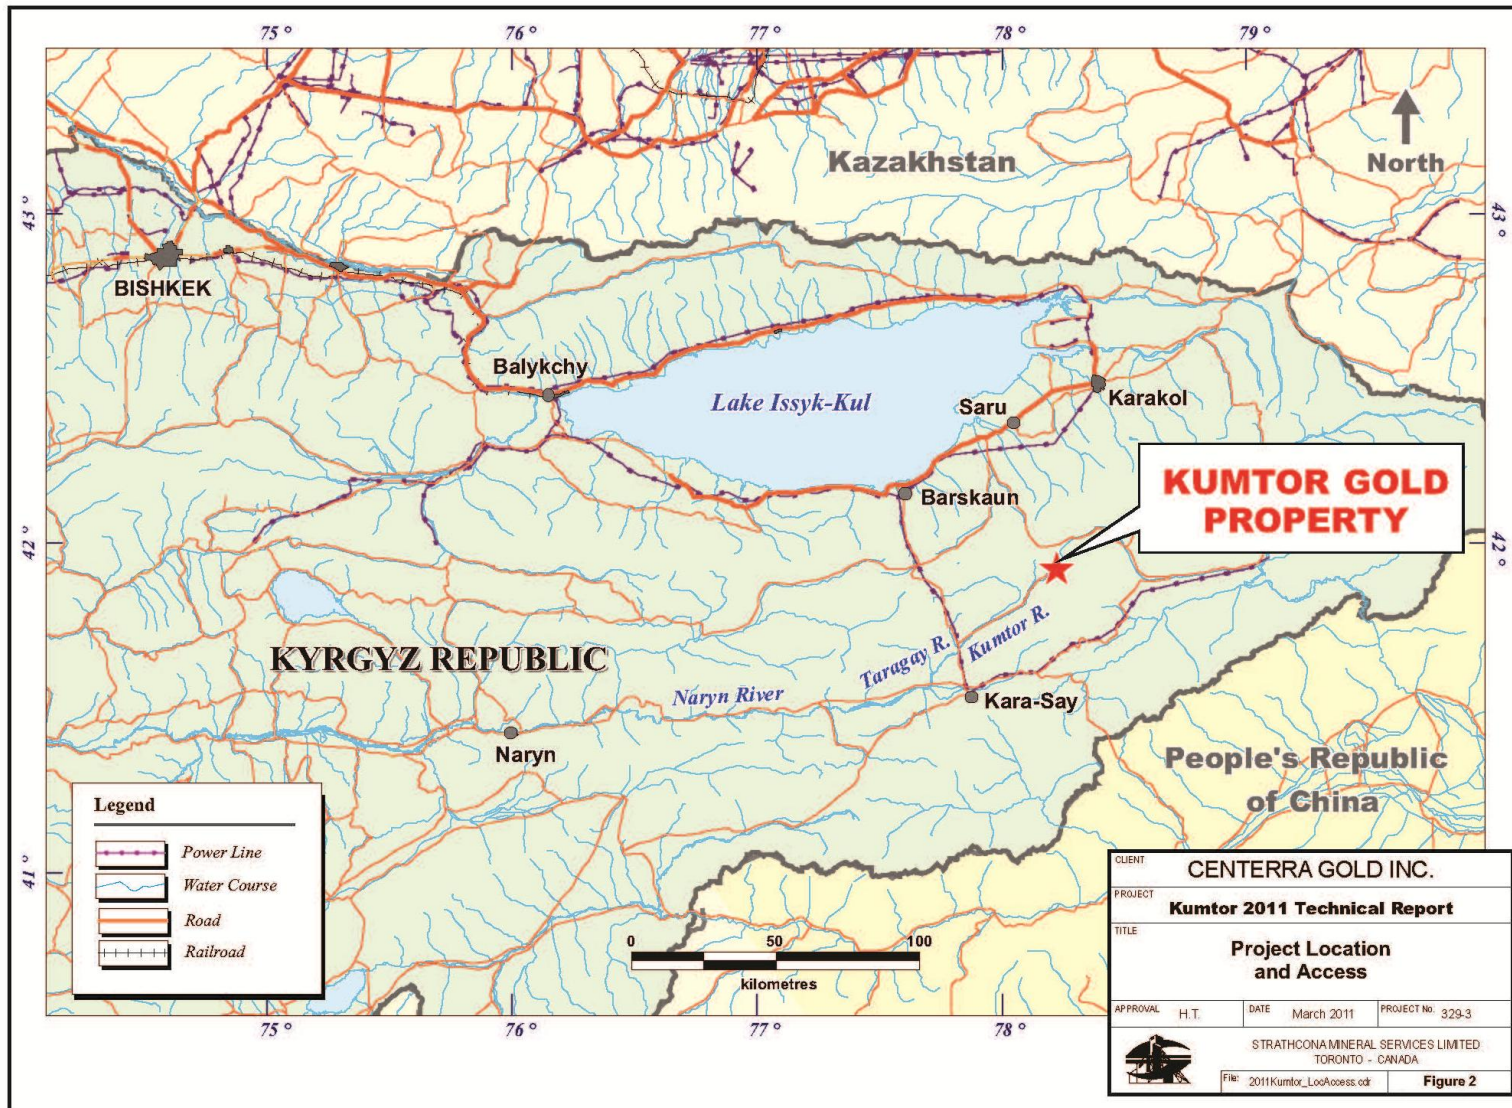 75 °
76 °
77 °
78 °
79 °
Kazakhstan
North
43 °
43 °
BISHKEK
Balykchy
Lake Issyk-Kul
Saru
Karakol
Barskaun
KUMTOR GOLD
PROPERTY
42 °
42 °
KYRGYZ REPUBLIC
Taragay R.
Kumtor R.
Naryn River
Kara-Say
Naryn
People's Republic
of China
41 °
Legend
Power Line
Water Course
Road
Railroad
0 50 100
kilometres
75 °
76 °
77 °
78 °
CLIENT
CENTERRA GOLD INC.
PROJECT
Kumtor 2011 Technical Report
TITLE
Project Location
and Access
APPROVAL H.T. DATE March 2011 PROJECT No: 329-3
STRATHCONA MINERAL SERVICES LIMITED
TORONTO - CANADA
File: 2011Kumtor_LocAccess.cdr Figure 2